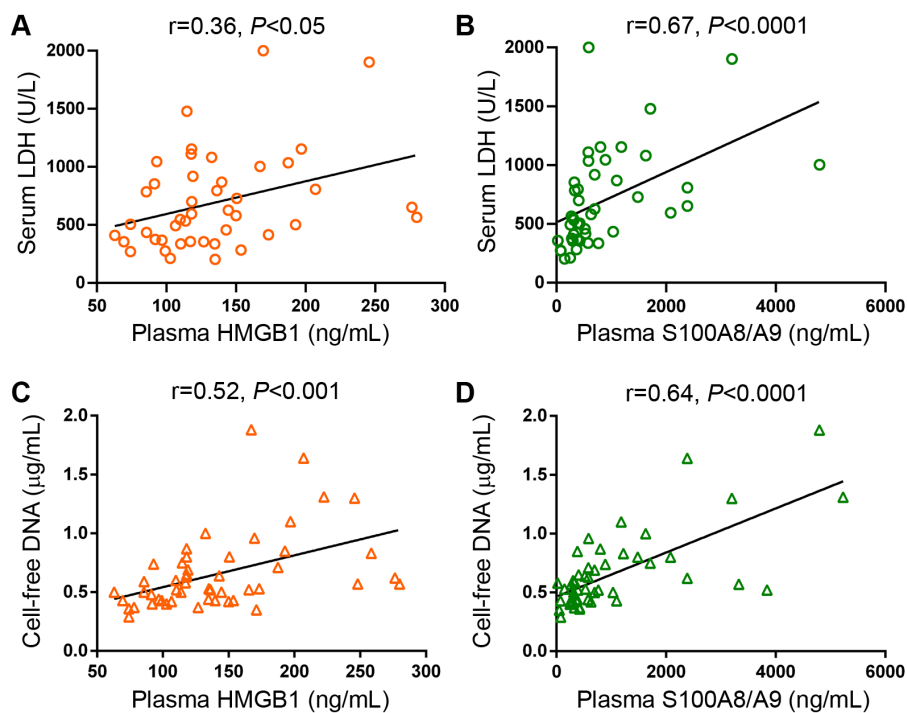 A
r=0.36, P<0.05
Serum LDH (U/L)
2000
1500
1000
500
0
50
100
150
200
250
300
Plasma HMGB1 (ng/mL)
B
r=0.67, P<0.0001
Serum LDH (U/L)
2000
1500
1000
500
0
0
2000
4000
6000
Plasma S100A8/A9 (ng/mL)
C
r=0.52, P<0.001
Cell-free DNA (μg/mL)
2.0
1.5
1.0
0.5
0.0
50
100
150
200
250
300
Plasma HMGB1 (ng/mL)
D
r=0.64, P<0.0001
Cell-free DNA (μg/mL)
2.0
1.5
1.0
0.5
0.0
0
2000
4000
6000
Plasma S100A8/A9 (ng/mL)